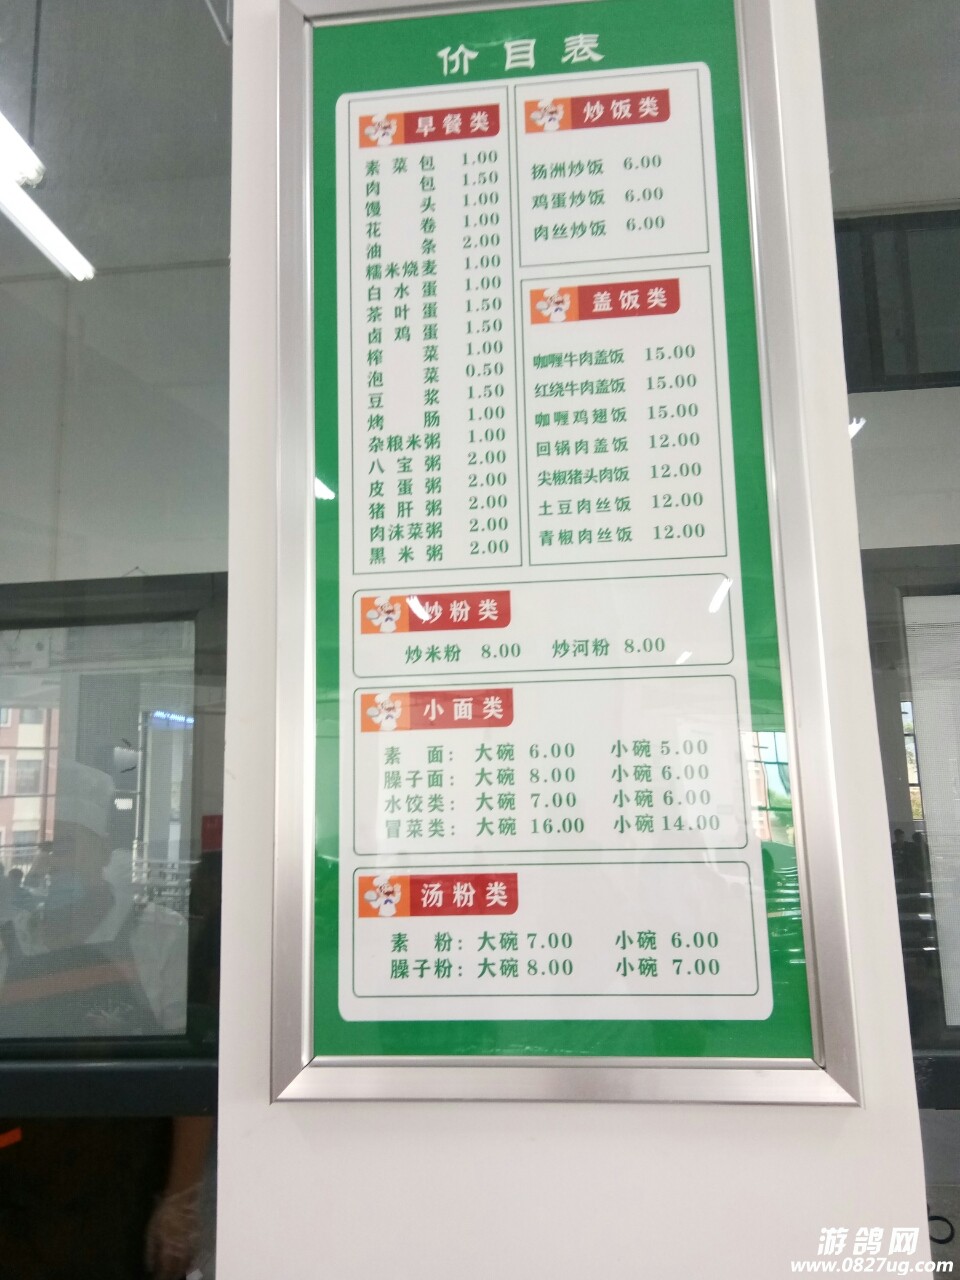 价目表
早餐类
素菜包 1.00
肉包 1.50
馒头 1.00
花卷 1.00
油条 2.00
糯米烧麦 1.00
白水蛋 1.00
茶叶蛋 1.50
卤鸡蛋 1.50
榨菜 1.00
泡菜 0.50
豆浆 1.50
烤肠 1.00
杂粮米粥 1.00
八宝粥 2.00
皮蛋粥 2.00
猪肝粥 2.00
肉沫菜粥 2.00
黑米粥 2.00
炒饭类
扬洲炒饭 6.00
鸡蛋炒饭 6.00
肉丝炒饭 6.00
盖饭类
咖喱牛肉盖饭 15.00
红绕牛肉盖饭 15.00
咖喱鸡翅饭 15.00
回锅肉盖饭 12.00
尖椒猪头肉饭 12.00
土豆肉丝饭 12.00
青椒肉丝饭 12.00
炒粉类
炒米粉 8.00 炒河粉 8.00
小面类
素面：大碗 6.00 小碗 5.00
臊子面：大碗 8.00 小碗 6.00
水饺类：大碗 7.00 小碗 6.00
冒菜类：大碗 16.00 小碗 14.00
汤粉类
素粉：大碗 7.00 小碗 6.00
臊子粉：大碗 8.00 小碗 7.00
游鸽网
www.0827ug.com